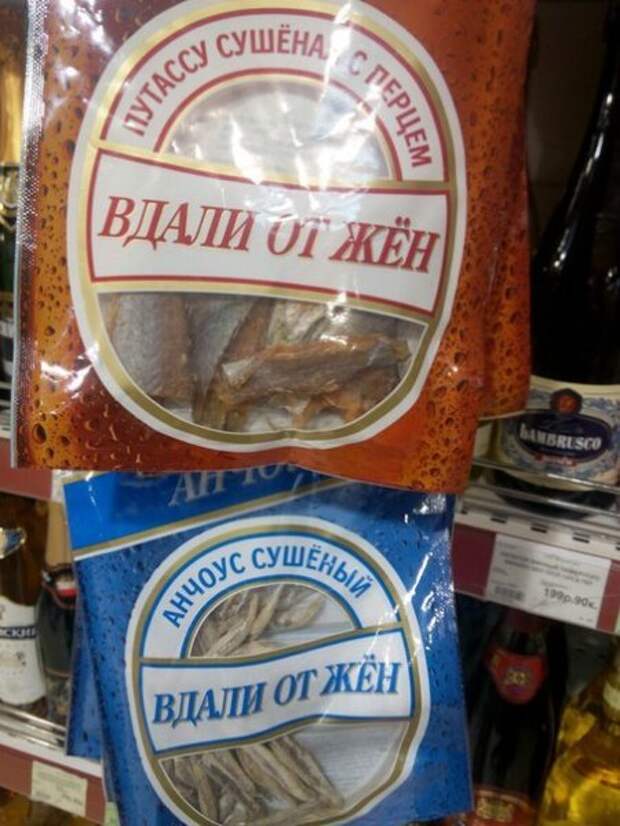 ПУТАССУ СУШЁНАЯ С ПЕРЦЕМ
ВДАЛИ ОТ ЖЁН
LAMBRUSCO
АНЧОУС СУШЁНЫЙ
199р.90к.
ВДАЛИ ОТ ЖЁН